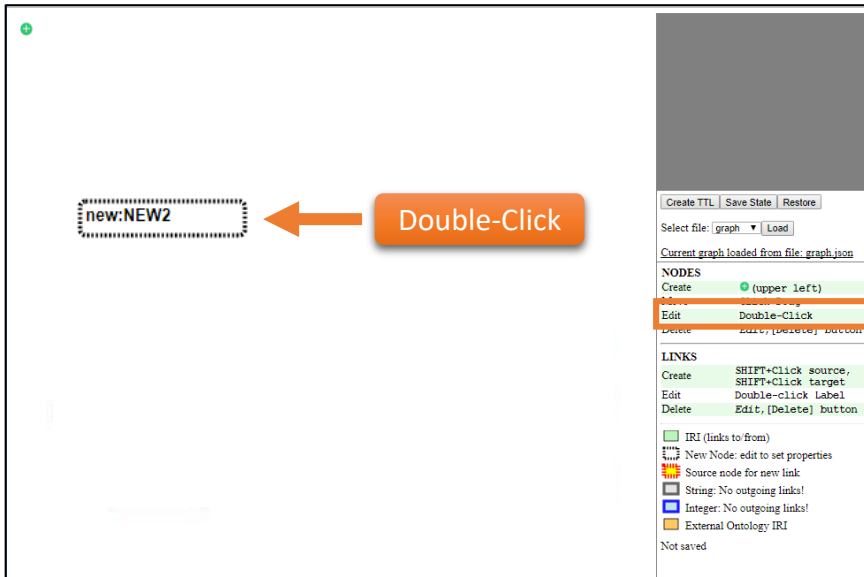 new:NEW2
Double-Click
Create TTL Save State Restore
Select file: graph Load
Current graph loaded from file: graph.json
NODES
Create (upper left)
Edit Double-Click
Delete Edit,[Delete] button
LINKS
Create SHIFT+Click source,
SHIFT+Click target
Edit Double-click Label
Delete Edit,[Delete] button
IRI (links to/from)
New Node: edit to set properties
Source node for new link
String: No outgoing links!
Integer: No outgoing links!
External Ontology IRI
Not saved